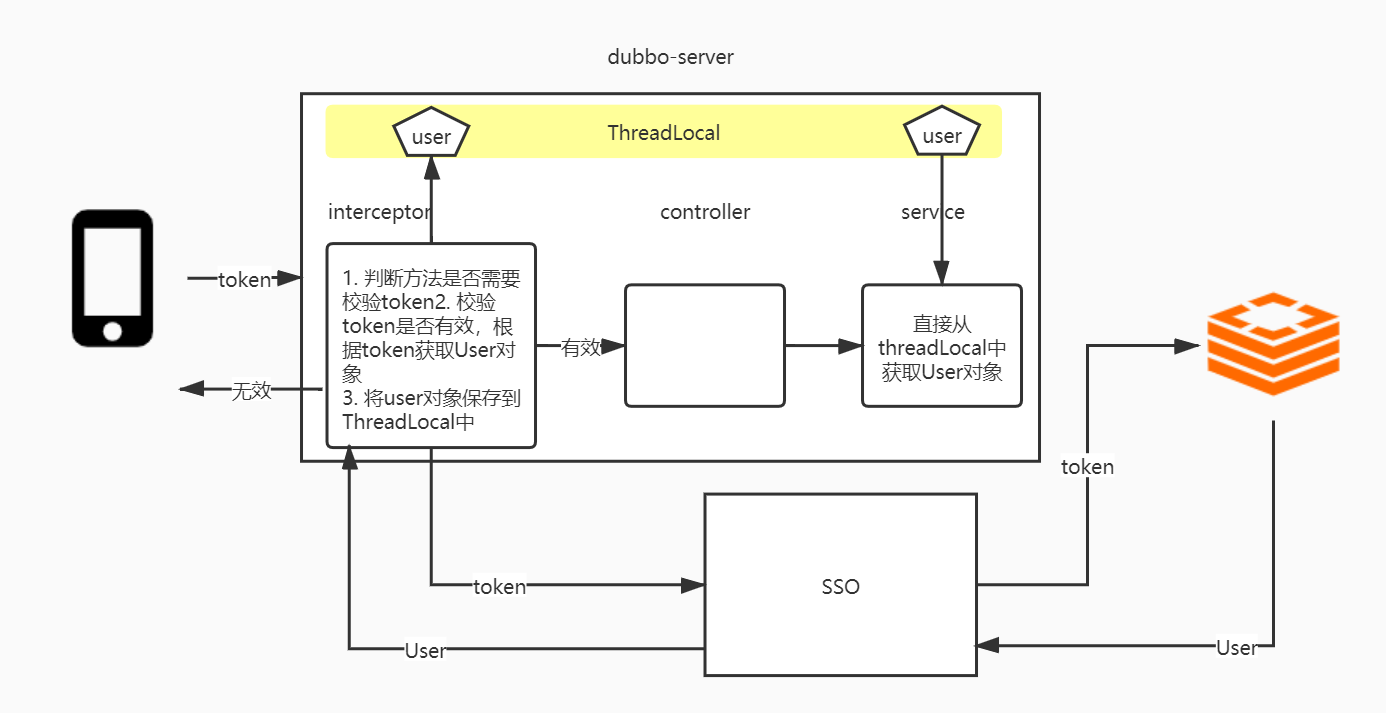 dubbo-server
user
ThreadLocal
user
interceptor
controller
service
token
1. 判断方法是否需要
校验token2. 校验
token是否有效，根
据token获取User对
象
3. 将user对象保存到
ThreadLocal中
有效
直接从
threadLocal中
获取User对象
无效
token
token
SSO
User
User